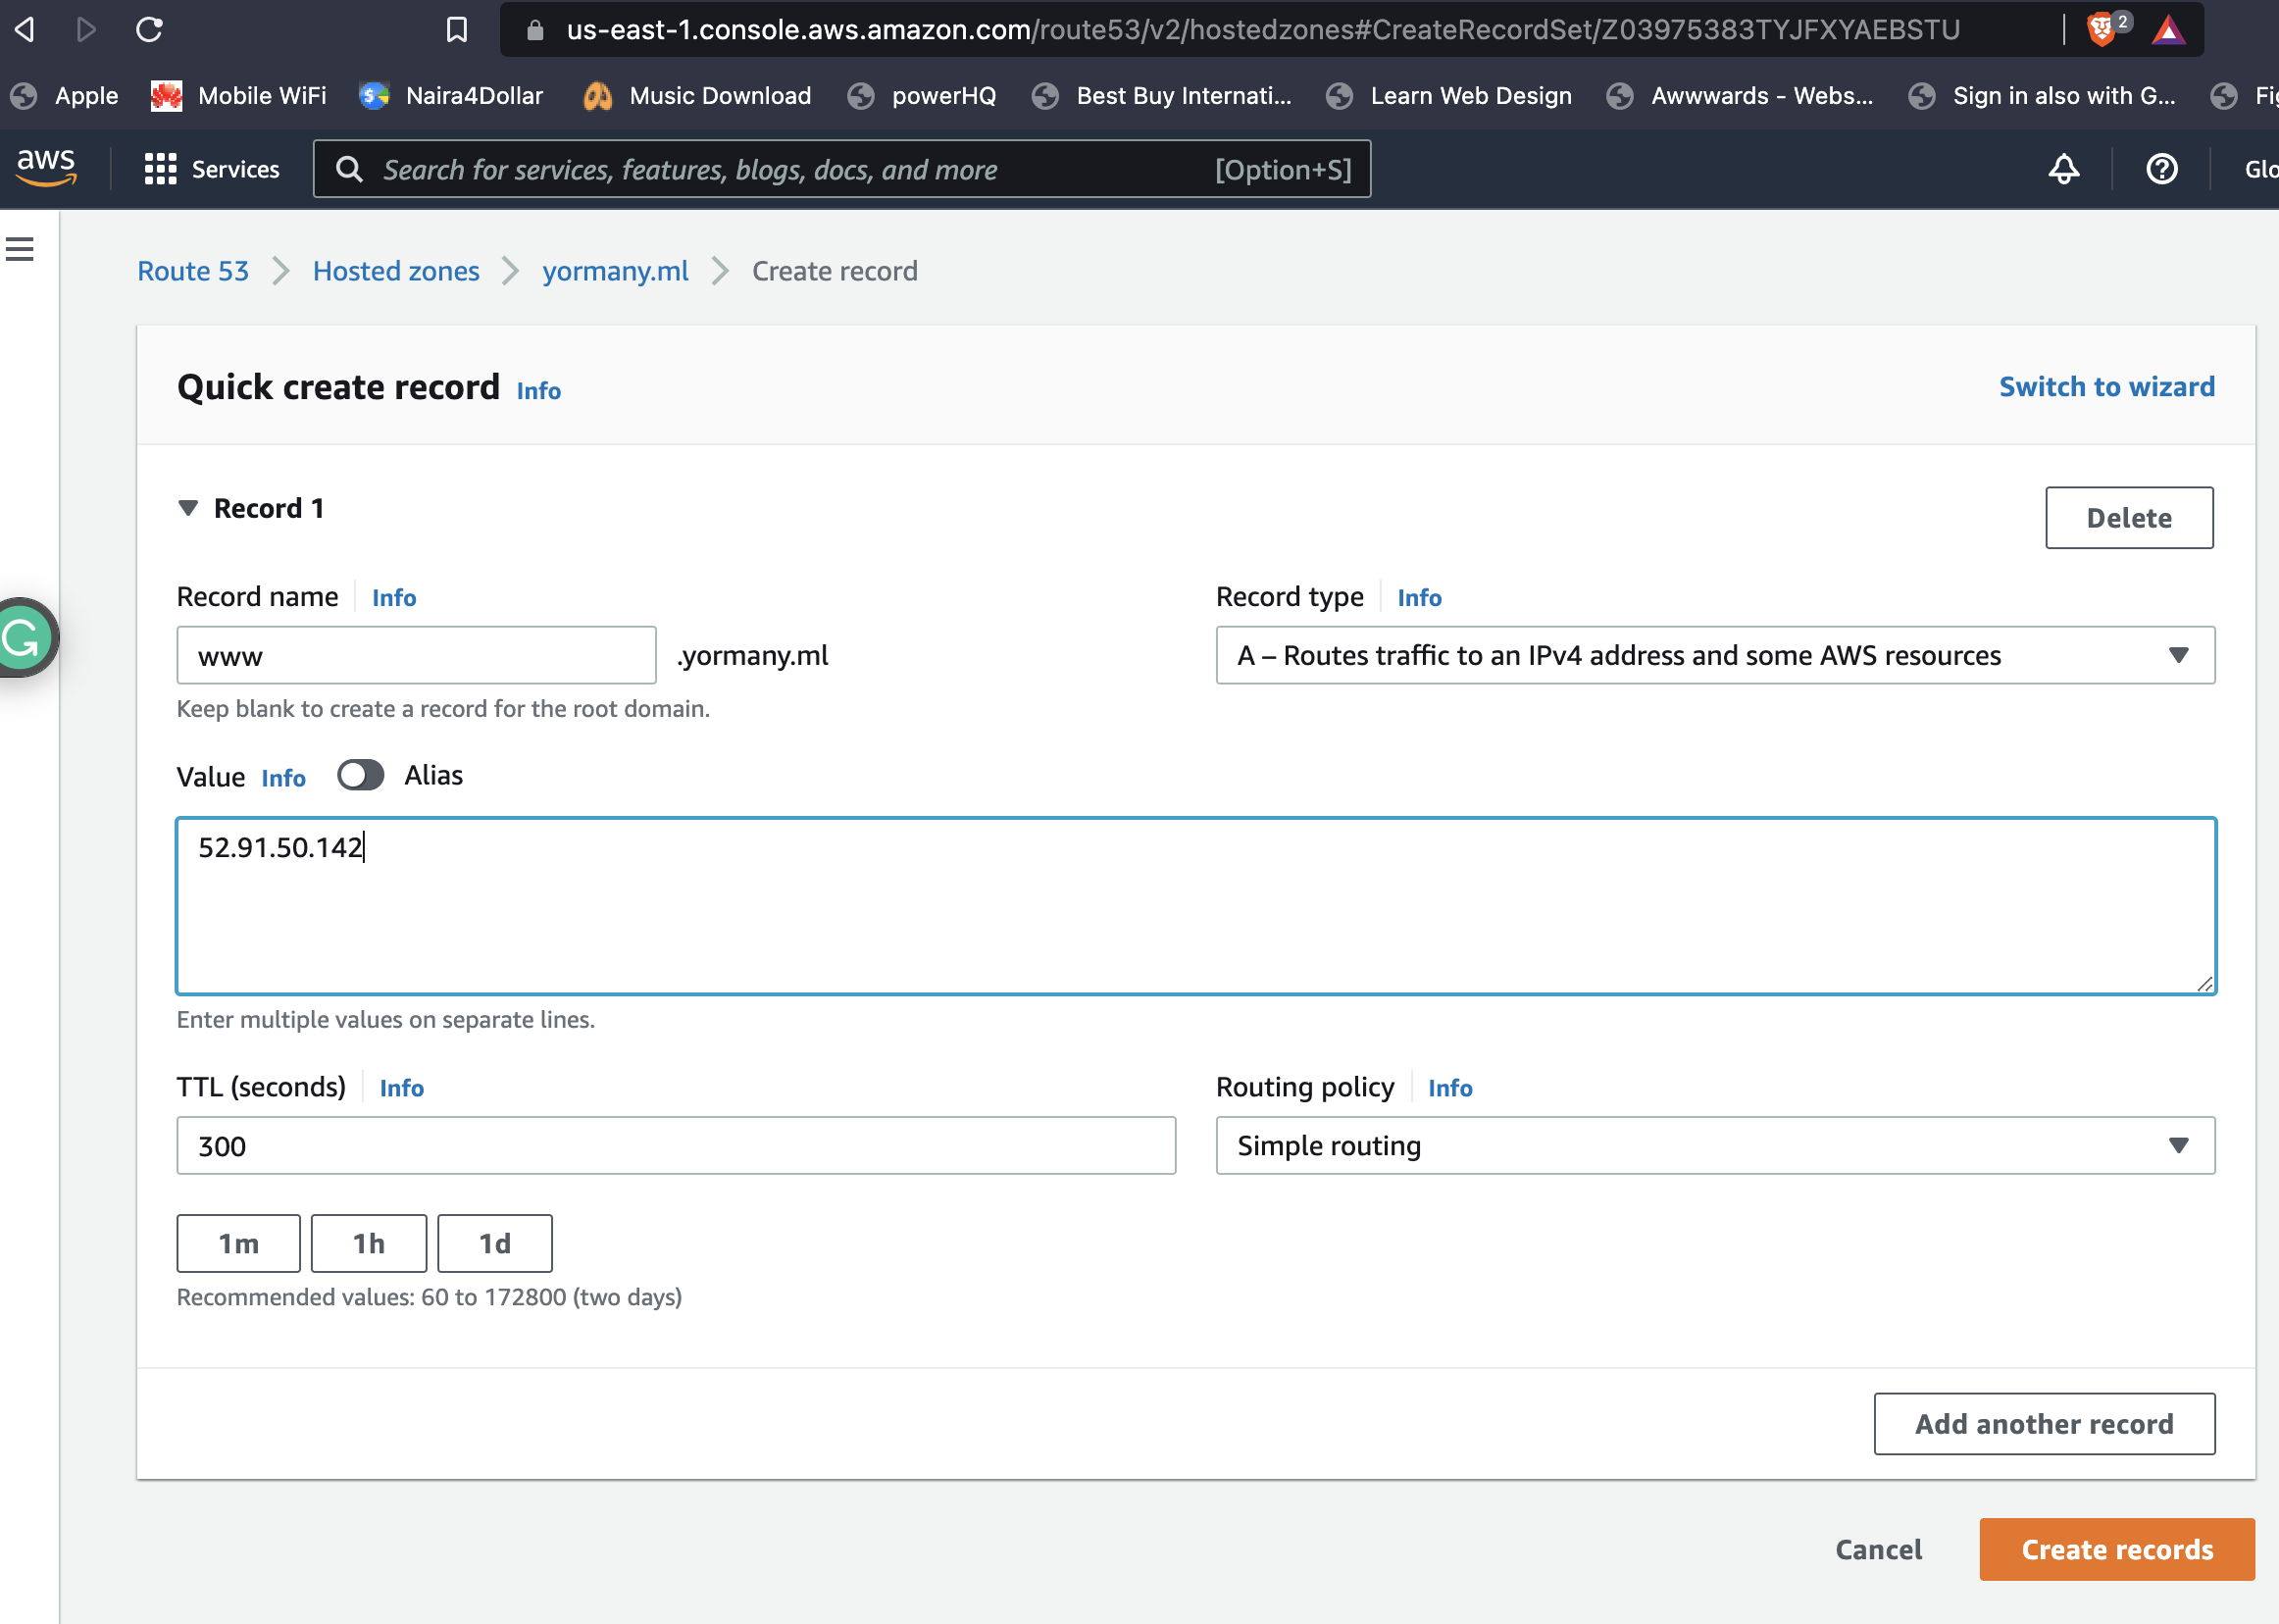 us-east-1.console.aws.amazon.com/route53/v2/hostedzones#CreateRecordSet/Z03975383TYJFXYAEBSTU 2
Apple Mobile WiFi Naira4Dollar Music Download powerHQ Best Buy Internati... Learn Web Design Awwwards - Webs... Sign in also with G... Fig
aws Services Search for services, features, blogs, docs, and more [Option+S] Glo
Route 53 Hosted zones yormany.ml Create record
Quick create record Info Switch to wizard
Record 1 Delete
Record name Info Record type Info
www .yormany.ml A – Routes traffic to an IPv4 address and some AWS resources
Keep blank to create a record for the root domain.
Value Info Alias
52.91.50.142
Enter multiple values on separate lines.
TTL (seconds) Info Routing policy Info
300 Simple routing
1m 1h 1d
Recommended values: 60 to 172800 (two days)
Add another record
Cancel Create records